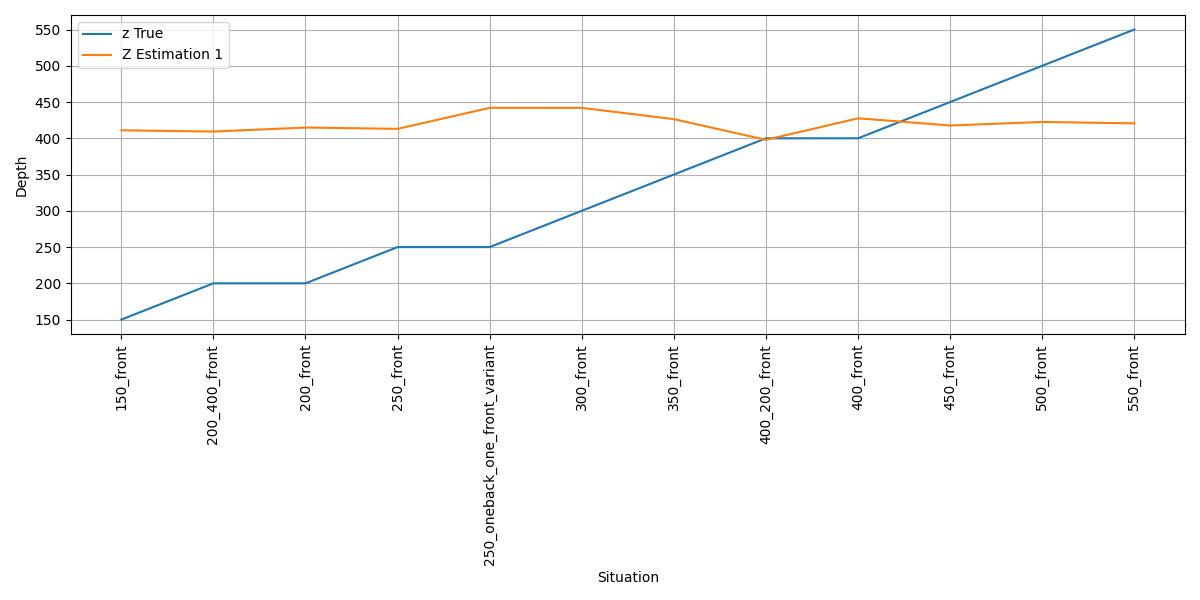 z True
Z Estimation 1
550
500
450
400
350
300
250
200
150
Depth
150_front
200_400_front
200_front
250_front
250_oneback_one_front_variant
300_front
350_front
400_200_front
400_front
450_front
500_front
550_front
Situation